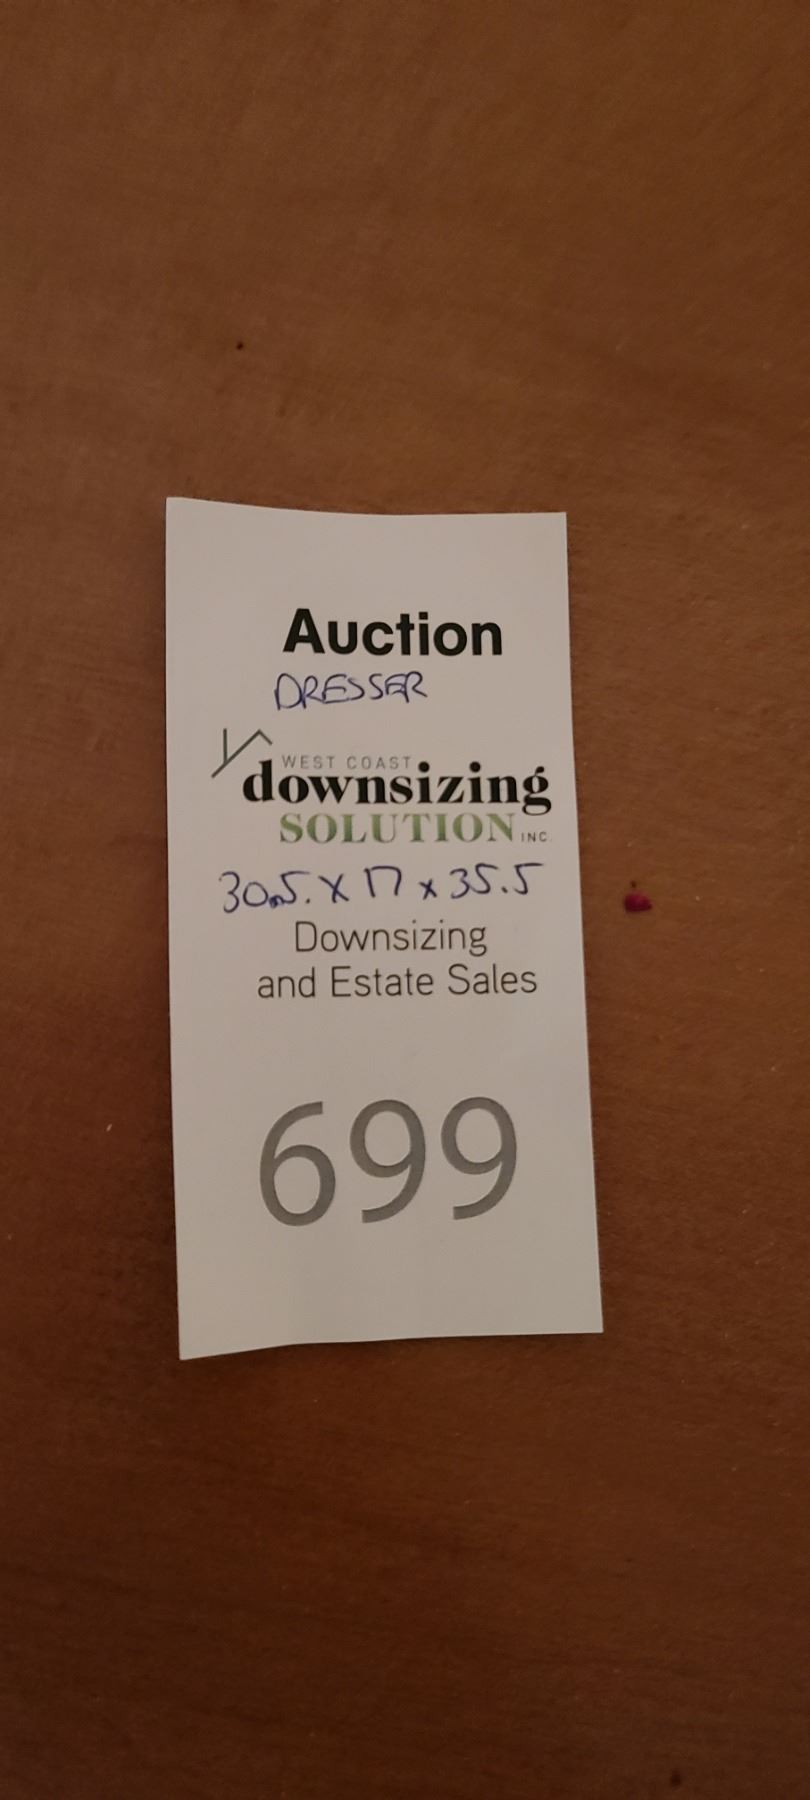 Auction
DRESSER
WEST COAST
downsizing
SOLUTION INC.
30.5. x 17 x 35.5
Downsizing
and Estate Sales
699